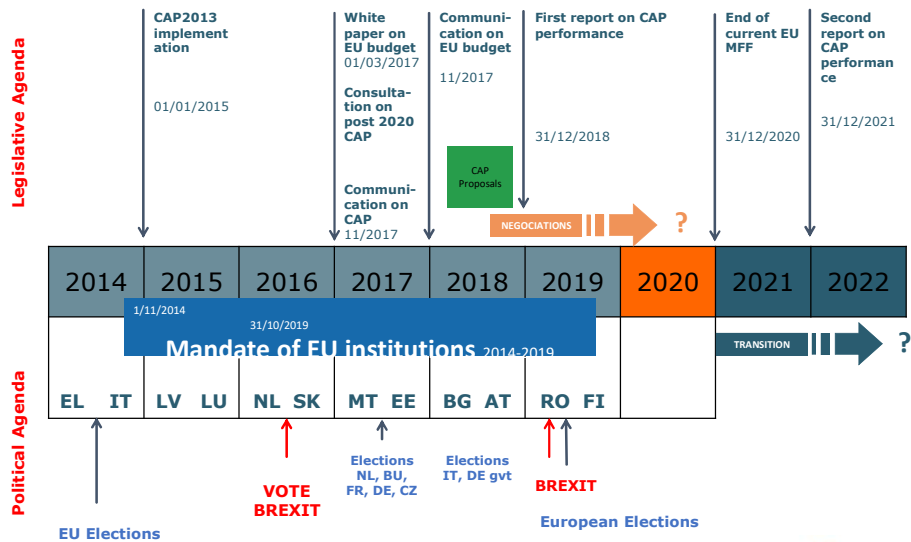 Legislative Agenda
CAP2013
implement
ation
01/01/2015
White
paper on
EU budget
01/03/2017
Consulta-
tion on
post 2020
CAP
Communi-
cation on
CAP
11/2017
Communi-
cation on
EU budget
11/2017
First report on CAP
performance
31/12/2018
End of
current EU
MFF
31/12/2020
Second
report on
CAP
performan
ce
31/12/2021
CAP
Proposals
NEGOCIATIONS
?
2014 2015 2016 2017 2018 2019 2020 2021 2022
1/11/2014
31/10/2019
Mandate of EU institutions 2014-2019
TRANSITION
?
Political Agenda
EL IT LV LU NL SK MT EE BG AT RO FI
EU Elections
VOTE
BREXIT
Elections
NL, BU,
FR, DE, CZ
Elections
IT, DE gvt
BREXIT
European Elections